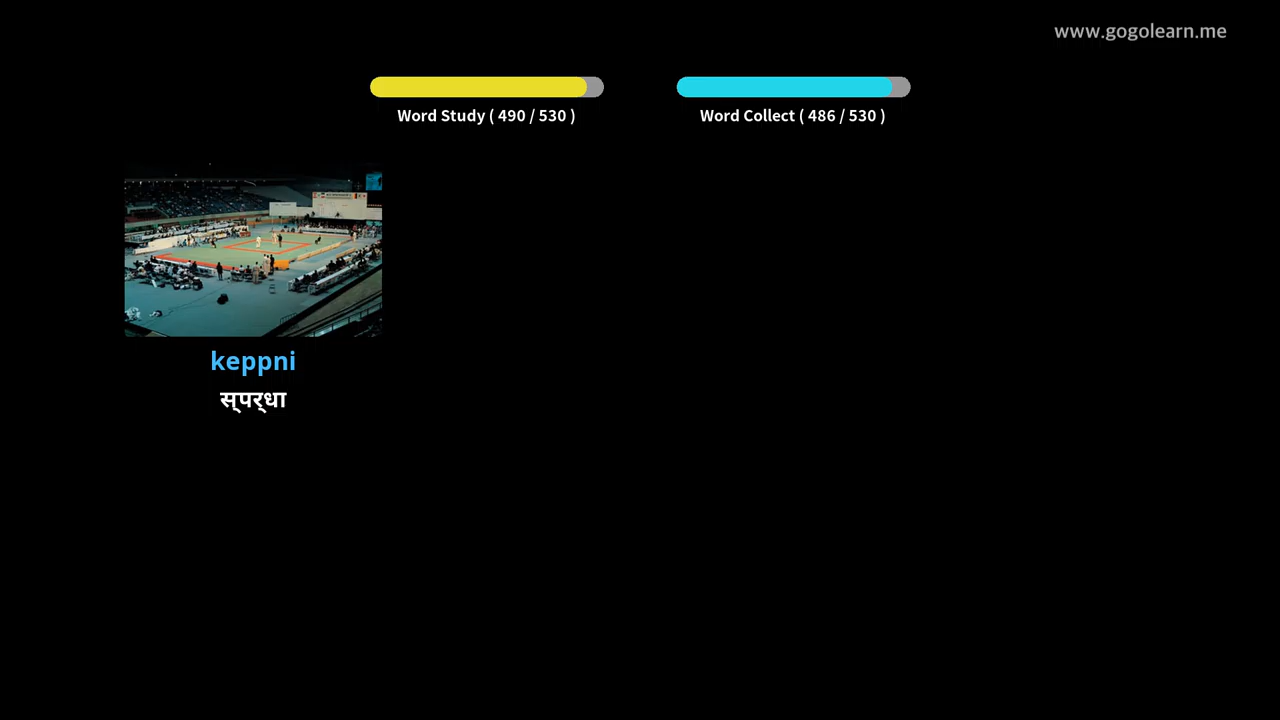 www.gogolearn.me
Word Study ( 490 / 530 )
Word Collect ( 486 / 530 )
keppni
स्पर्धा